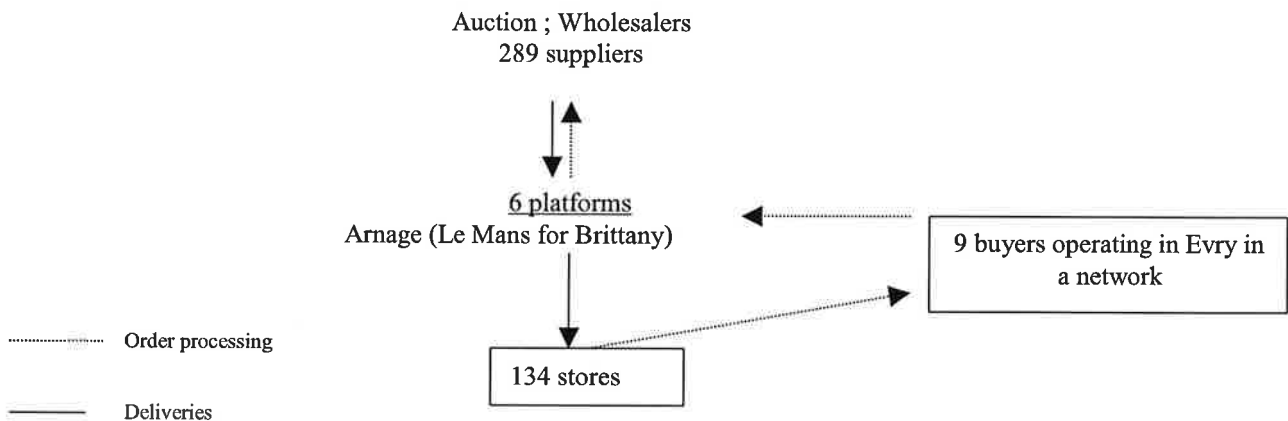 Auction ; Wholesalers
289 suppliers
6 platforms
Arnage (Le Mans for Brittany)
9 buyers operating in Evry in
a network
Order processing
134 stores
Deliveries